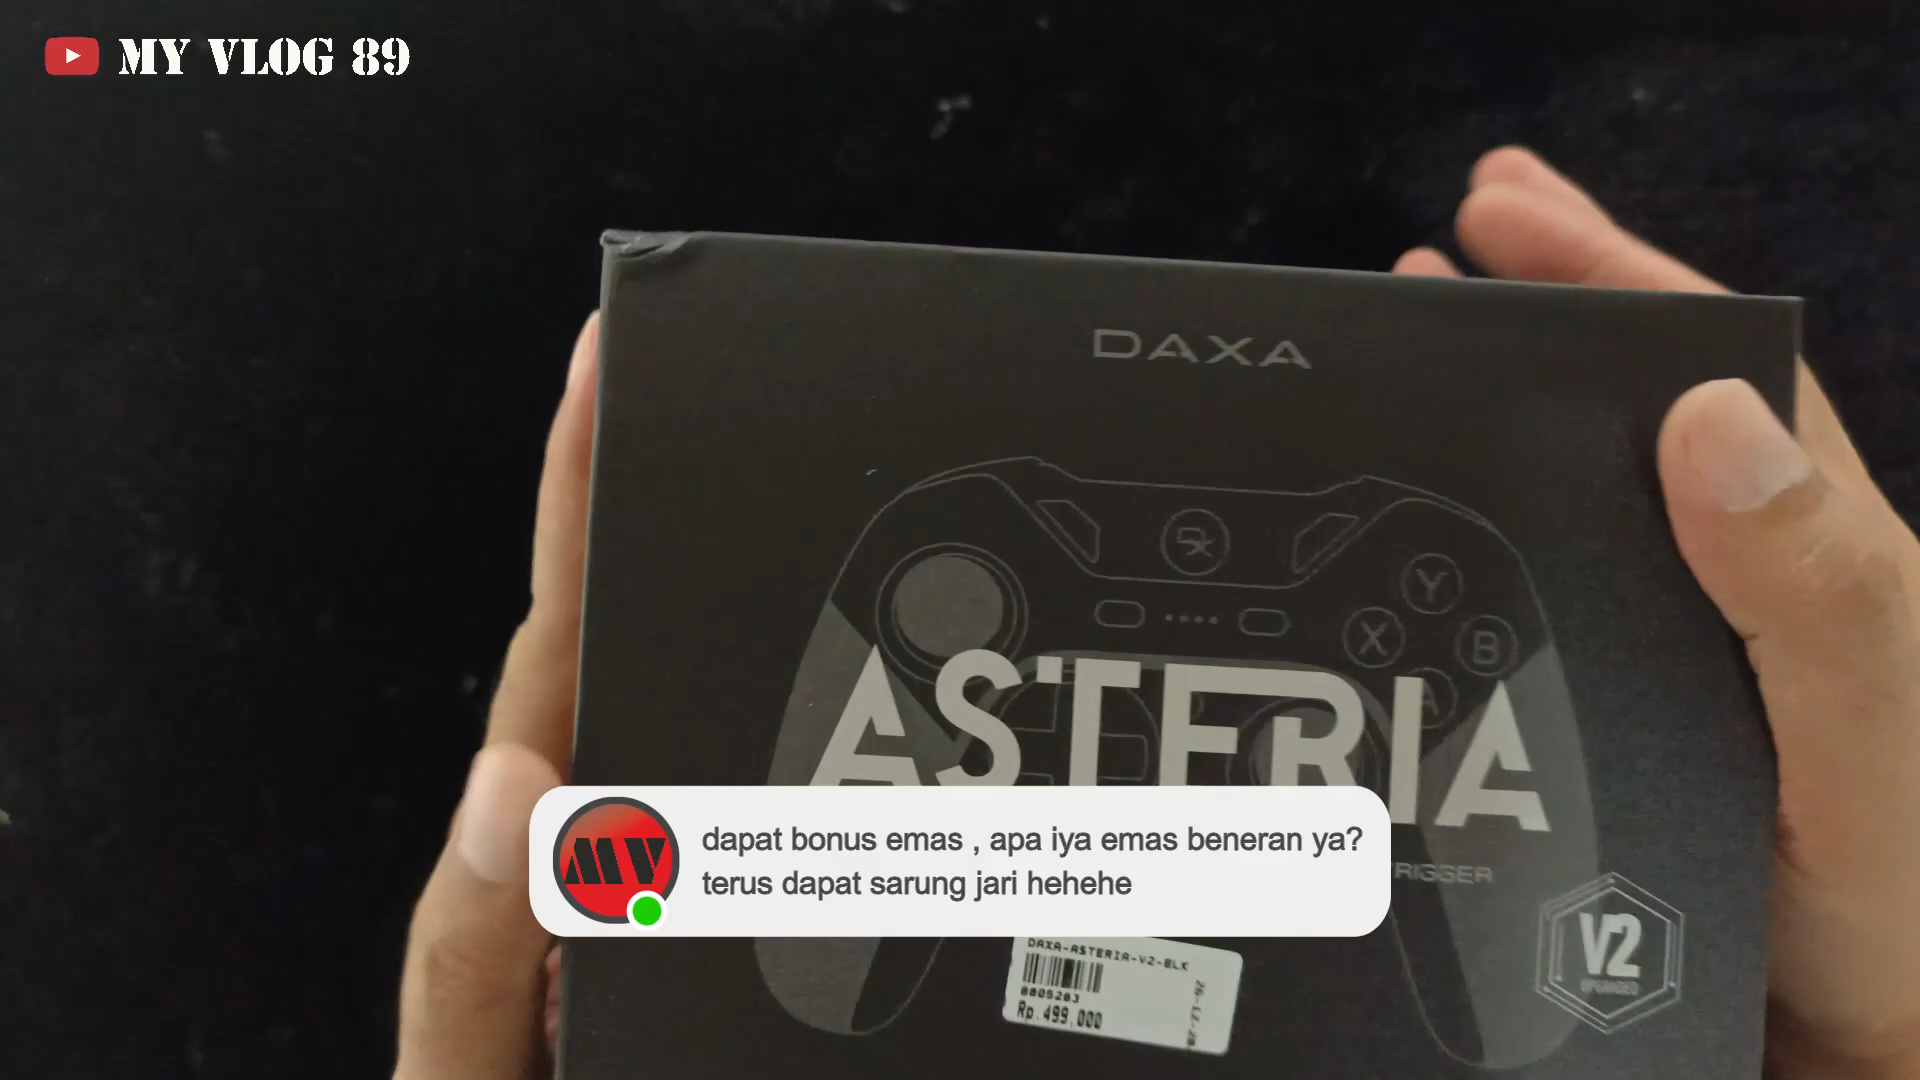 MY VLOG 89
DAXA
Y
X
B
A
ASTERIA
RIGGER
dapat bonus emas , apa iya emas beneran ya?
terus dapat sarung jari hehehe
V2
UPGRADED
DAXA-ASTERIA-V2-BLK
Rp.499,000